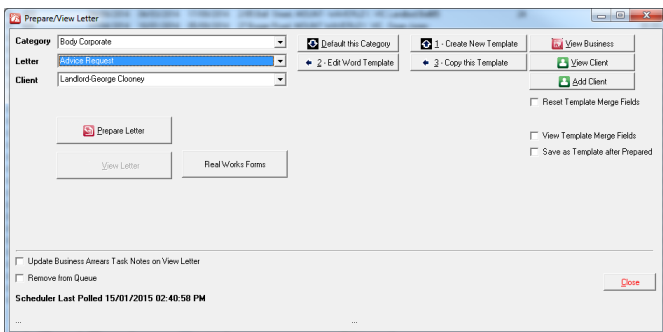 Prepare/View Letter
Category Body Corporate Default this Category 1 - Create New Template View Business
Letter Advice Request 2 - Edit Word Template 3 - Copy this Template View Client
Client Landlord-George Clooney Add Client
Reset Template Merge Fields
Prepare Letter View Template Merge Fields
Save as Template after Prepared
View Letter Real Works Forms
Update Business Arrears Task Notes on View Letter
Remove from Queue
Close
Scheduler Last Polled 15/01/2015 02:40:58 PM
... ...